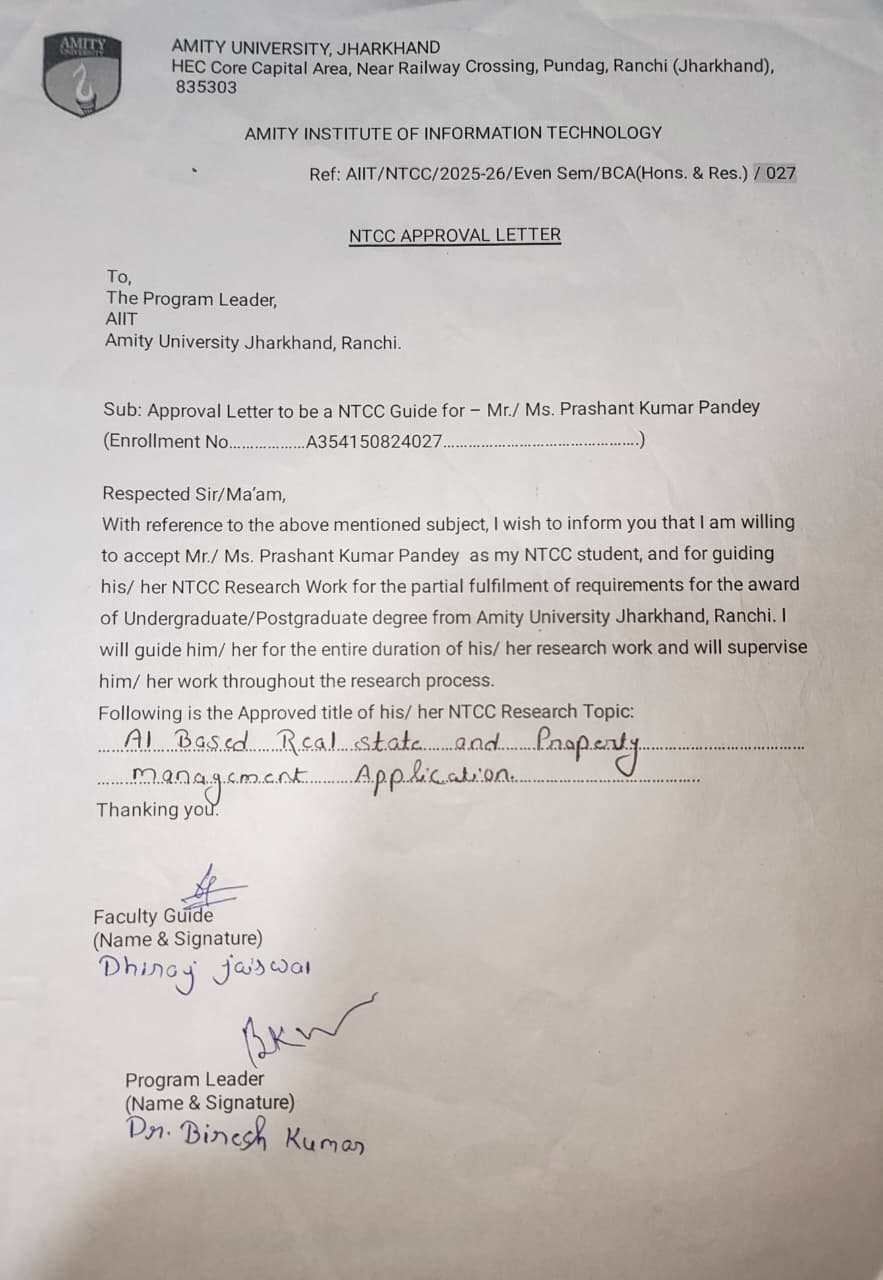 AMITY
UNIVERSITY
AMITY UNIVERSITY, JHARKHAND
HEC Core Capital Area, Near Railway Crossing, Pundag, Ranchi (Jharkhand),
835303
AMITY INSTITUTE OF INFORMATION TECHNOLOGY
Ref: AIIT/NTCC/2025-26/Even Sem/BCA(Hons. & Res.) / 027
NTCC APPROVAL LETTER
To,
The Program Leader,
AIIT
Amity University Jharkhand, Ranchi.
Sub: Approval Letter to be a NTCC Guide for – Mr./ Ms. Prashant Kumar Pandey
(Enrollment No..................A354150824027..............................................)
Respected Sir/Ma’am,
With reference to the above mentioned subject, I wish to inform you that I am willing
to accept Mr./ Ms. Prashant Kumar Pandey as my NTCC student, and for guiding
his/ her NTCC Research Work for the partial fulfilment of requirements for the award
of Undergraduate/Postgraduate degree from Amity University Jharkhand, Ranchi. I
will guide him/ her for the entire duration of his/ her research work and will supervise
him/ her work throughout the research process.
Following is the Approved title of his/ her NTCC Research Topic:
AI Based Real state and Property
Management Application.
Thanking you.
Faculty Guide
(Name & Signature)
Dhiraj jaiswal
BKW
Program Leader
(Name & Signature)
Dr. Biresh Kumar